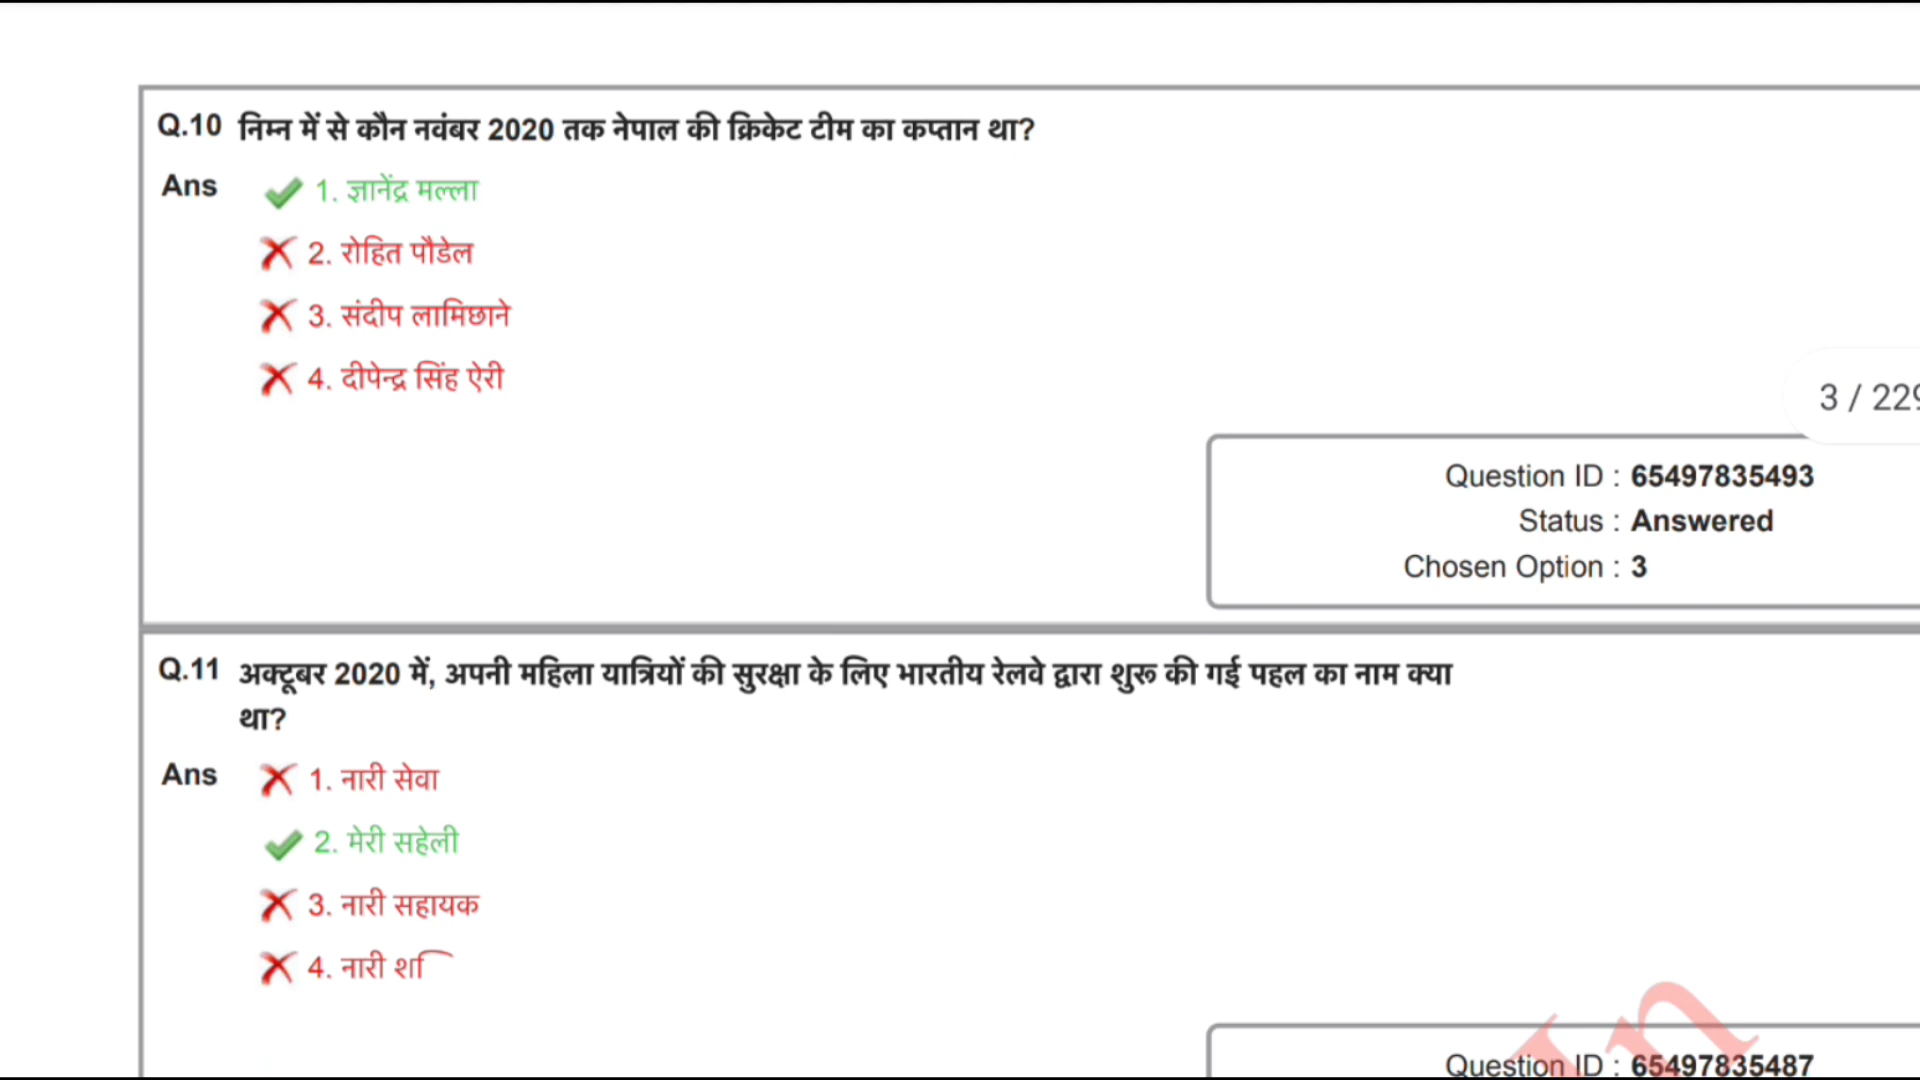 Q.10 निम्न में से कौन नवंबर 2020 तक नेपाल की क्रिकेट टीम का कप्तान था?
Ans 1. ज्ञानेंद्र मल्ला
2. रोहित पौडेल
3. संदीप लामिछाने
4. दीपेन्द्र सिंह ऐरी
3 / 229
Question ID : 65497835493
Status : Answered
Chosen Option : 3
Q.11 अक्टूबर 2020 में, अपनी महिला यात्रियों की सुरक्षा के लिए भारतीय रेलवे द्वारा शुरू की गई पहल का नाम क्या
था?
Ans 1. नारी सेवा
2. मेरी सहेली
3. नारी सहायक
4. नारी
Question ID : 65497835487